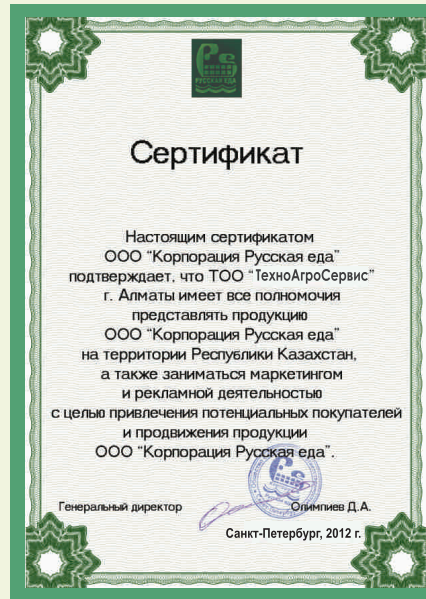 РУССКАЯ ЕДА
Сертификат
Настоящим сертификатом
ООО "Корпорация Русская еда"
подтверждает, что ТОО "ТехноАгроСервис"
г. Алматы имеет все полномочия
представлять продукцию
ООО "Корпорация Русская еда"
на территории Республики Казахстан,
а также заниматься маркетингом
и рекламной деятельностью
с целью привлечения потенциальных покупателей
и продвижения продукции
ООО "Корпорация Русская еда".
Генеральный директор Олимпиев Д.А.
Санкт-Петербург, 2012 г.